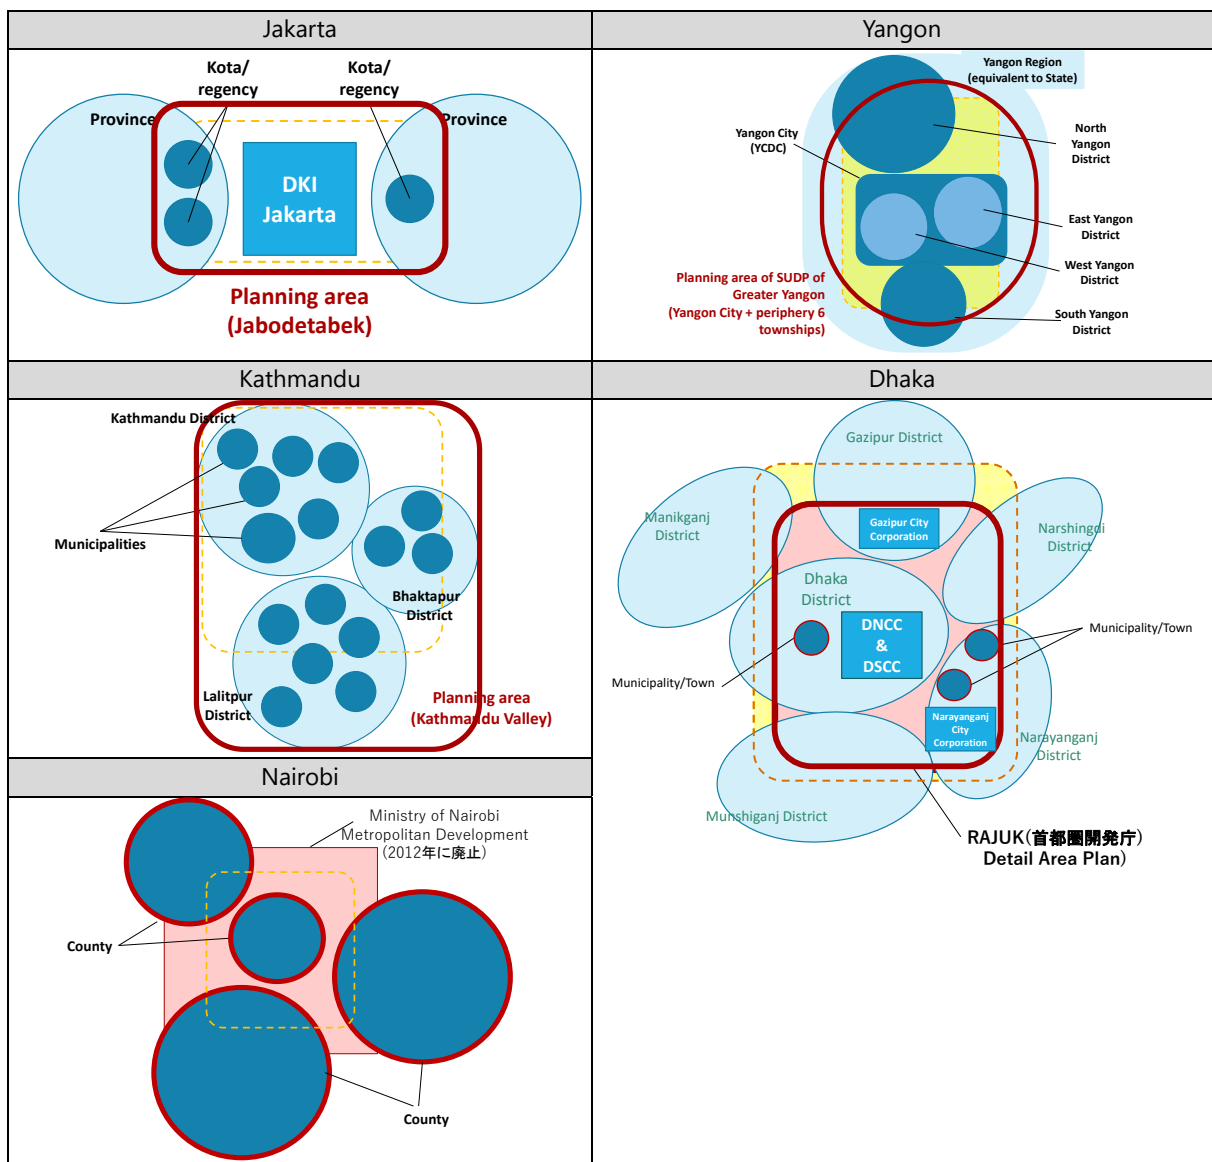 Jakarta
Kota/
regency
Kota/
regency
Province
Province
DKI
Jakarta
Planning area
(Jabodetabek)
Yangon
Yangon Region
(equivalent to State)
Yangon City
(YCDC)
North
Yangon
District
East Yangon
District
West Yangon
District
South Yangon
District
Planning area of SUDP of
Greater Yangon
(Yangon City + periphery 6
townships)
Kathmandu
Kathmandu District
Municipalities
Bhaktapur
District
Lalitpur
District
Planning area
(Kathmandu Valley)
Dhaka
Gazipur District
Manikganj
District
Narshingdi
District
Gazipur City
Corporation
Dhaka
District
DNCC
&
DSCC
Municipality/Town
Municipality/Town
Narayanganj
City
Corporation
Narayanganj
District
Munshiganj District
RAJUK(首都圏開発庁)
Detail Area Plan)
Nairobi
Ministry of Nairobi
Metropolitan Development
(2012年に廃止)
County
County